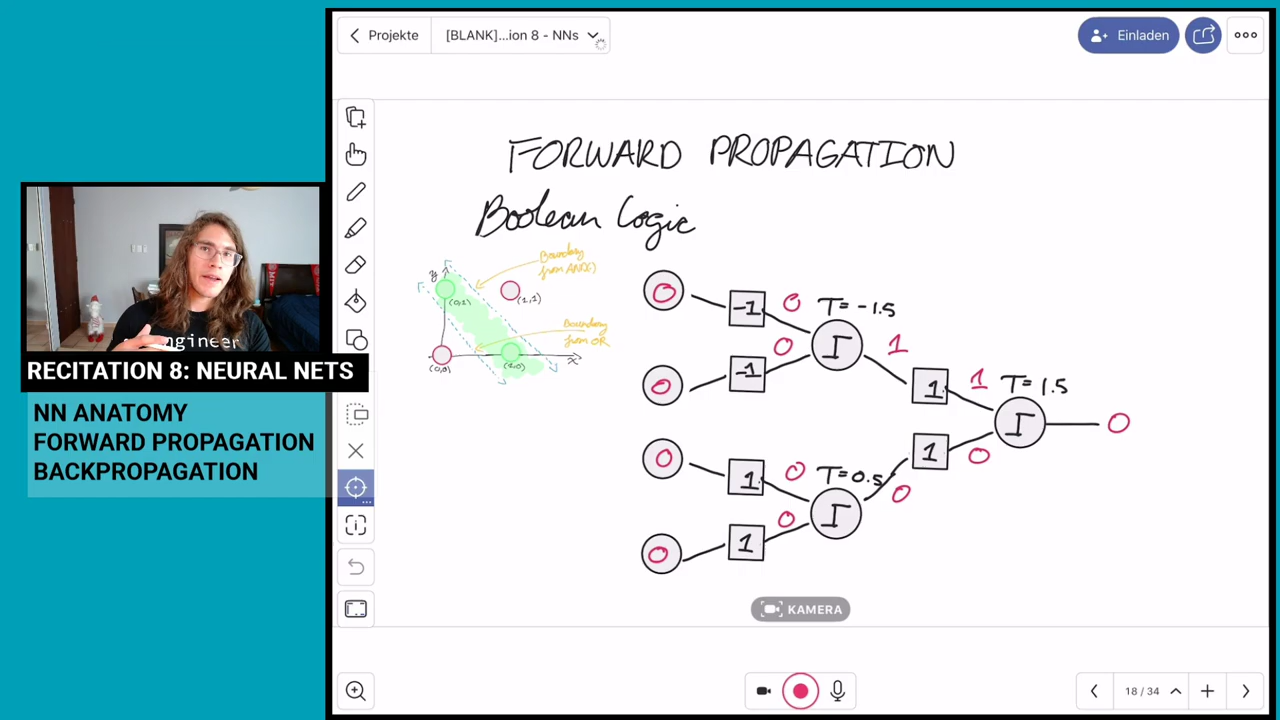 Projekte
[BLANK]...ion 8 - NNs
Einladen
FORWARD PROPAGATION
Boolean Logic
Boundary
from AND()
y
(0,1)
(1,1)
Boundary
from OR
(0,0)
(1,0)
x
0
-1
0
T=-1.5
0
-1
0
1
1
1
T=1.5
0
0
1
0
T=0.5
1
0
0
0
1
0
engineer
RECITATION 8: NEURAL NETS
NN ANATOMY
FORWARD PROPAGATION
BACKPROPAGATION
KAMERA
18 / 34